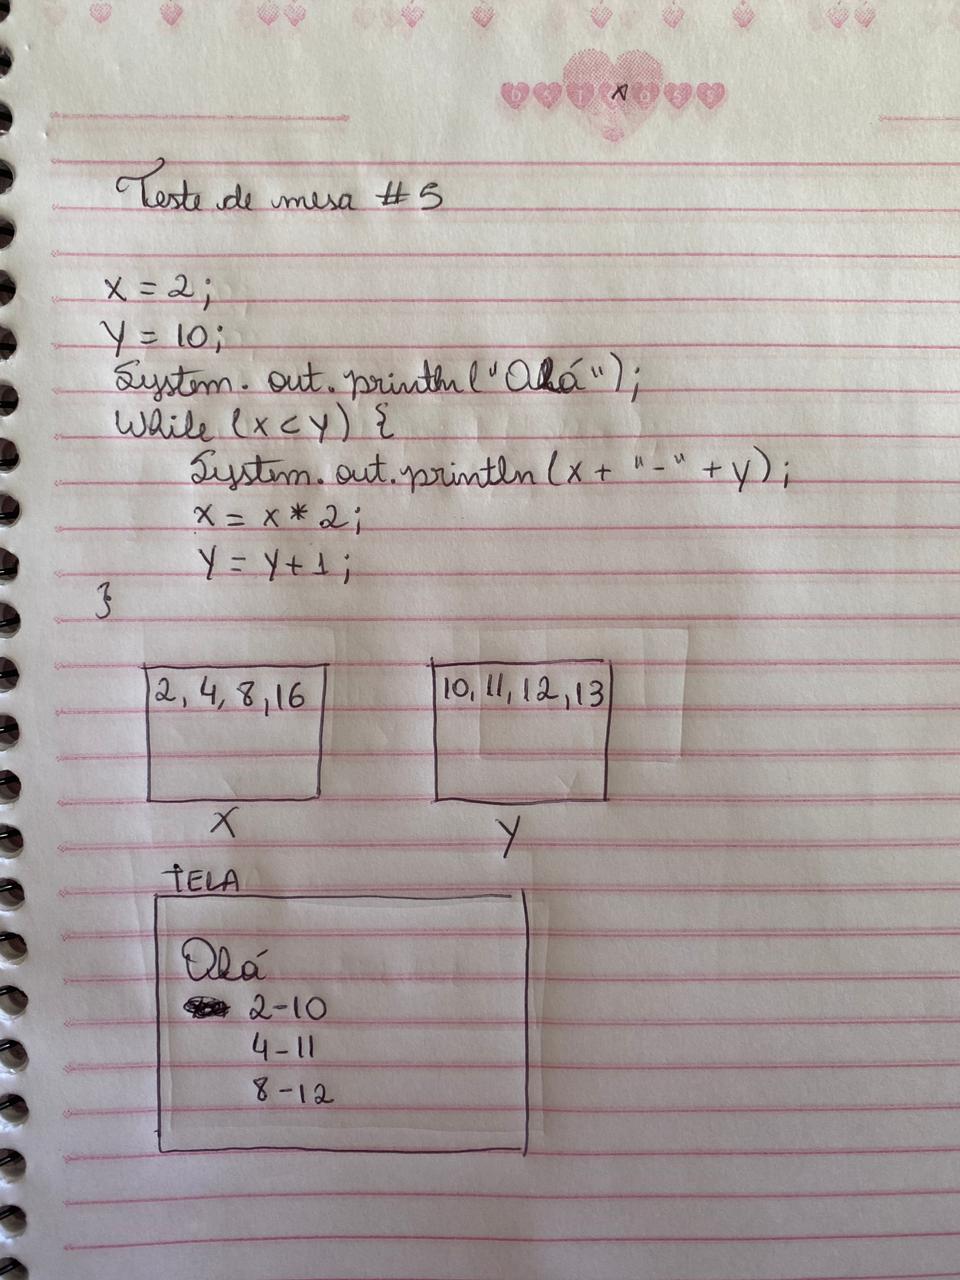 Teste de mesa #5
x = 2;
y = 10;
System.out.println("Olá");
While (x < y) {
System.out.println(x + "-" + y);
x = x * 2;
y = y + 1;
}
2, 4, 8, 16
10, 11, 12, 13
x
y
TELA
Olá
2-10
4-11
8-12